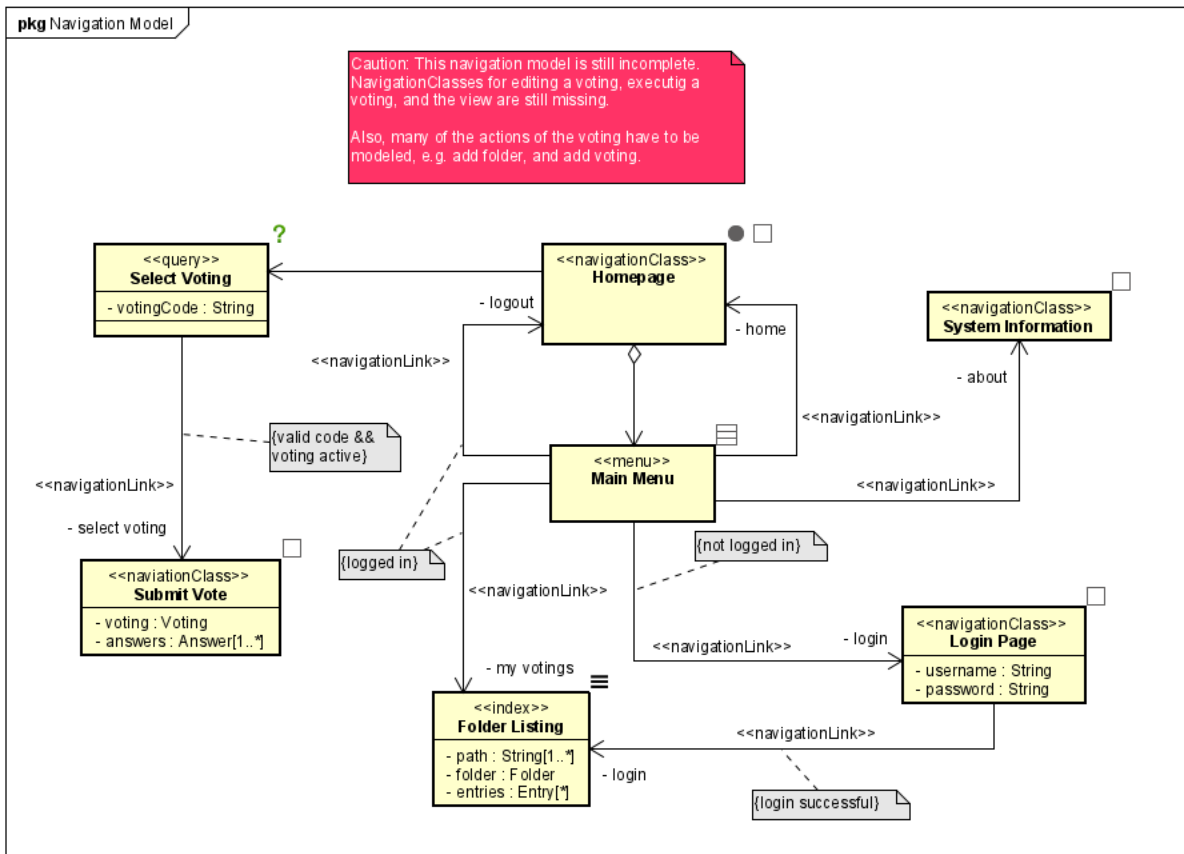 pkg Navigation Model
Caution: This navigation model is still incomplete.
NavigationClasses for editing a voting, executig a
voting, and the view are still missing.
Also, many of the actions of the voting have to be
modeled, e.g. add folder, and add voting.
?
<<query>>
Select Voting
- votingCode : String
<<navigationClass>>
Homepage
- logout
- home
<<navigationLink>>
<<navigationClass>>
System Information
- about
<<navigationLink>>
{valid code &&
voting active}
<<menu>>
Main Menu
<<navigationLink>>
<<navigationLink>>
- select voting
{logged in}
{not logged in}
<<naviationClass>>
Submit Vote
- voting : Voting
- answers : Answer[1..*]
<<navigationLink>>
<<navigationLink>>
- login
<<navigationClass>>
Login Page
- username : String
- password : String
- my votings
<<index>>
Folder Listing
- path : String[1..*]
- folder : Folder
- entries : Entry[*]
<<navigationLink>>
- login
{login successful}